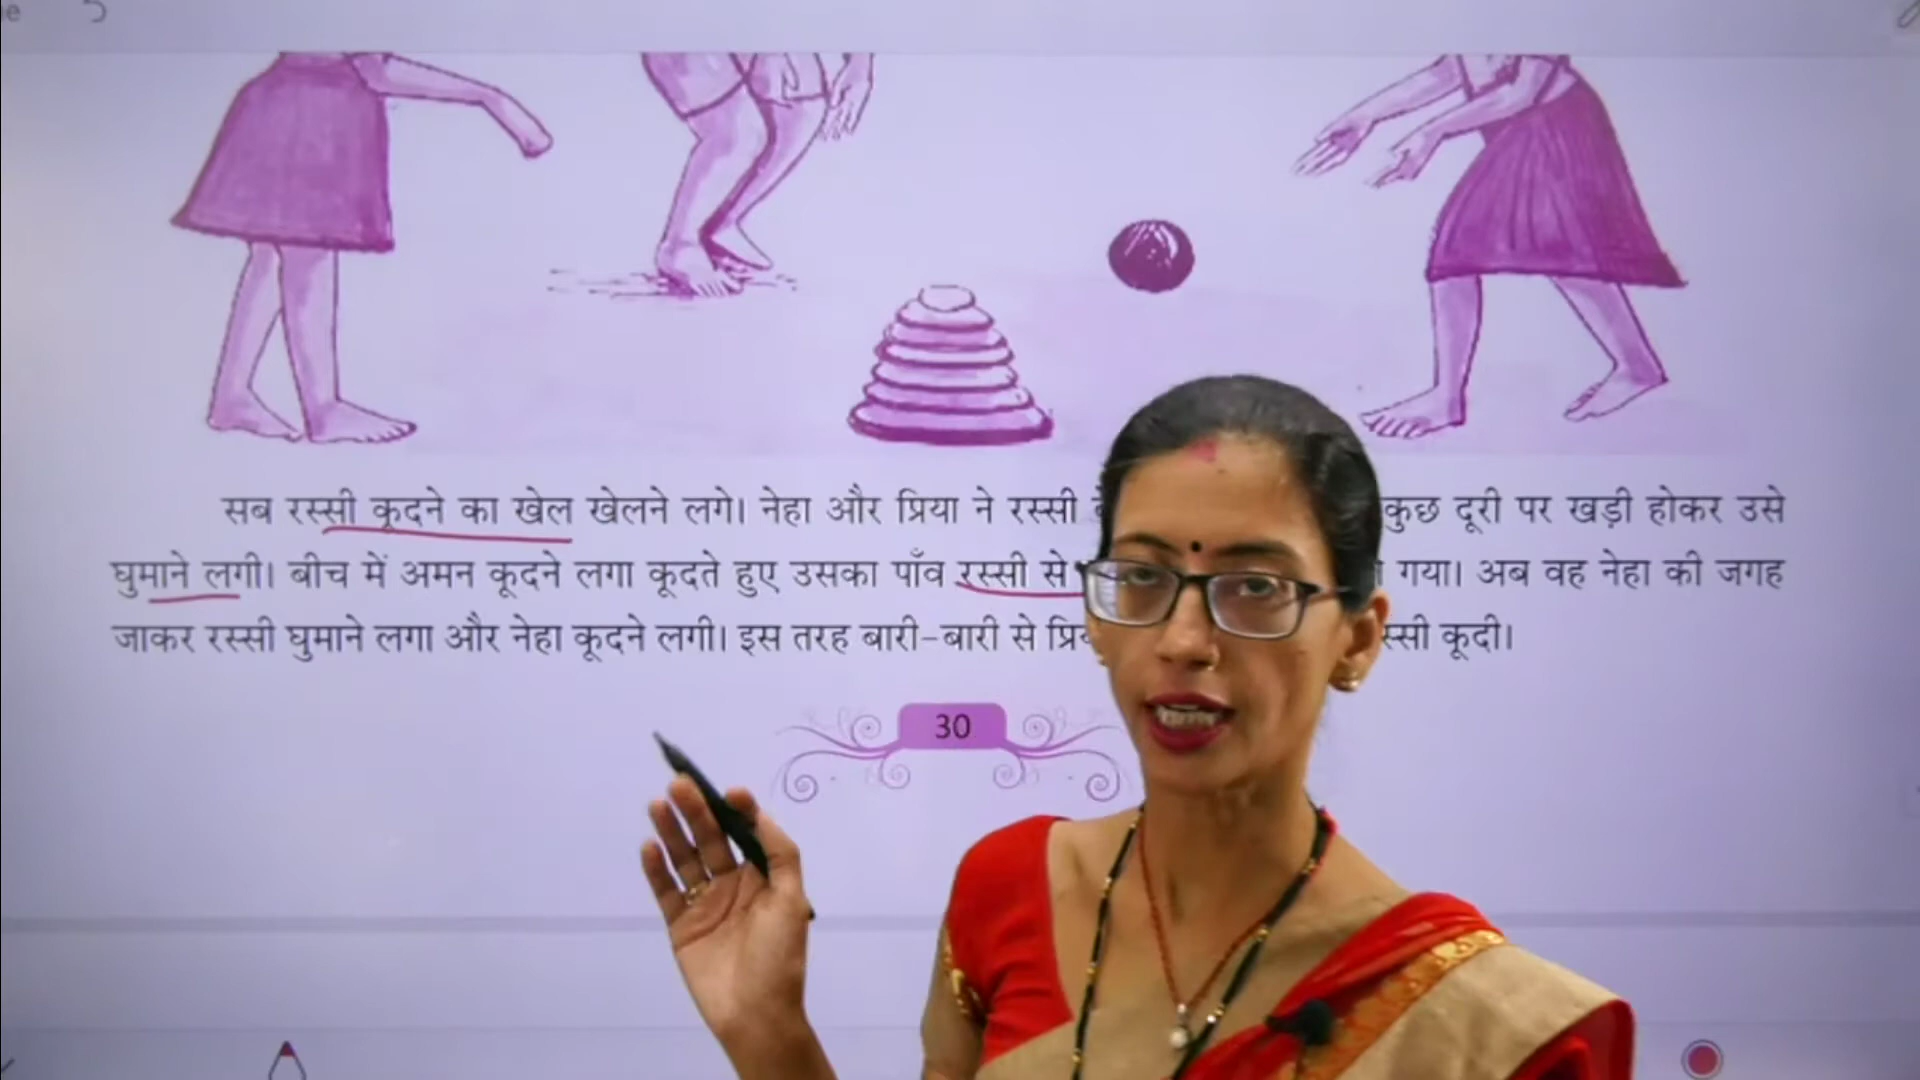 सब रस्सी कूदने का खेल खेलने लगे। नेहा और प्रिया ने रस्सी कुछ दूरी पर खड़ी होकर उसे
घुमाने लगी। बीच में अमन कूदने लगा कूदते हुए उसका पाँव रस्सी से गया। अब वह नेहा की जगह
जाकर रस्सी घुमाने लगा और नेहा कूदने लगी। इस तरह बारी-बारी से रस्सी कूदी।
30